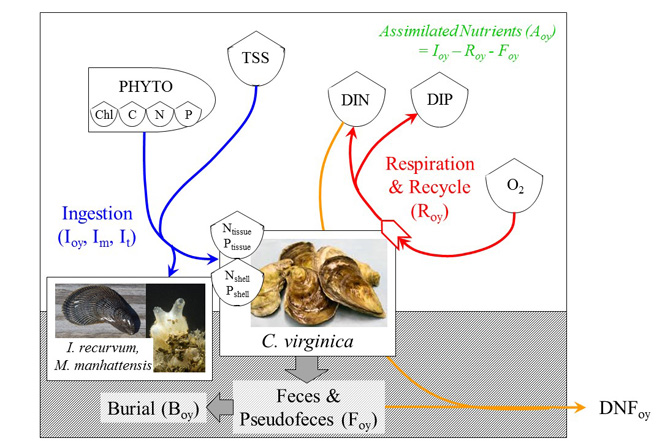 Assimilated Nutrients (Aoy)
= Ioy – Roy - Foy
TSS
PHYTO
Chl C N P
DIN
DIP
Respiration
& Recycle
(Roy)
O2
Ingestion
(Ioy, Im, It)
Ntissue
Ptissue
Nshell
Pshell
I. recurvum,
M. manhattensis
C. virginica
Feces &
Pseudofeces (Foy)
Burial (Boy)
DNFoy